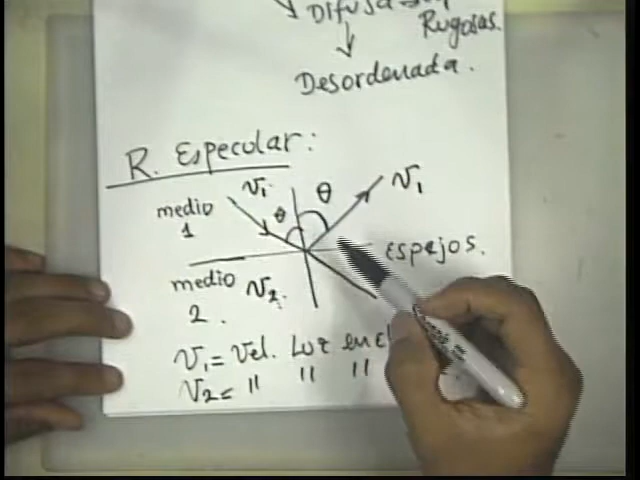 Difusa
Rugosas.
Desordenada.
R. Especular:
v1 θ θ v1
medio
1
espejos.
medio v2.
2.
v1 = Vel. Luz en el
v2 = " " "